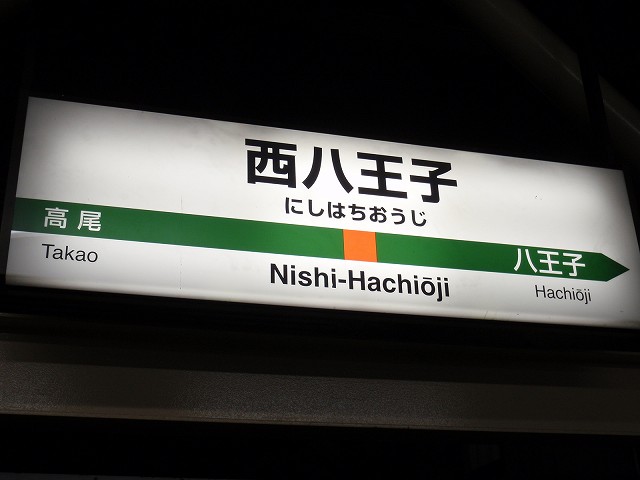 西八王子
にしはちおうじ
高尾
八王子
Takao
Nishi-Hachiōji
Hachiōji